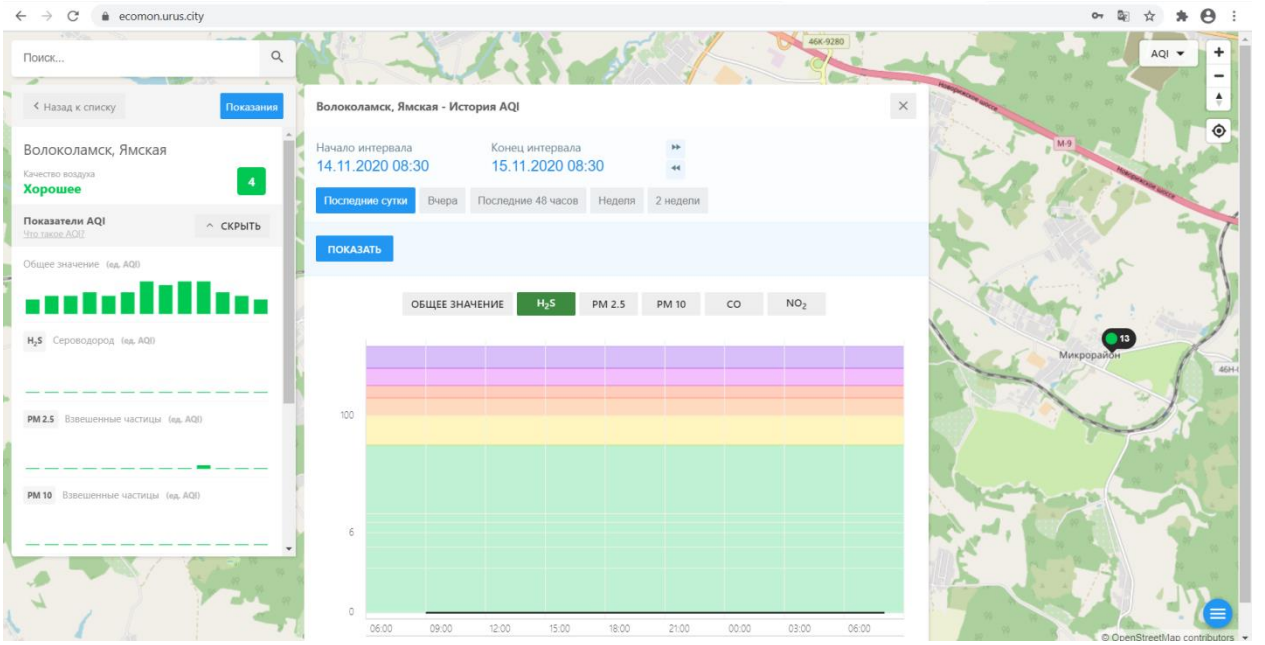 ecomon.urus.city
Поиск...
46К-9280
AQI
Назад к списку
Показания
Волоколамск, Ямская
Качество воздуха
Хорошее
4
Показатели AQI
Что такое AQI?
СКРЫТЬ
Общее значение (ед. AQI)
H₂S Сероводород (ед. AQI)
PM 2.5 Взвешенные частицы (ед. AQI)
PM 10 Взвешенные частицы (ед. AQI)
Волоколамск, Ямская - История AQI
Начало интервала
Конец интервала
14.11.2020 08:30
15.11.2020 08:30
Последние сутки
Вчера
Последние 48 часов
Неделя
2 недели
ПОКАЗАТЬ
ОБЩЕЕ ЗНАЧЕНИЕ
H₂S
PM 2.5
PM 10
CO
NO₂
100
6
0
06:00 09:00 12:00 15:00 18:00 21:00 00:00 03:00 06:00
Новорижское шоссе
М-9
Новорижское шоссе
13
Микрорайон
© OpenStreetMap contributors